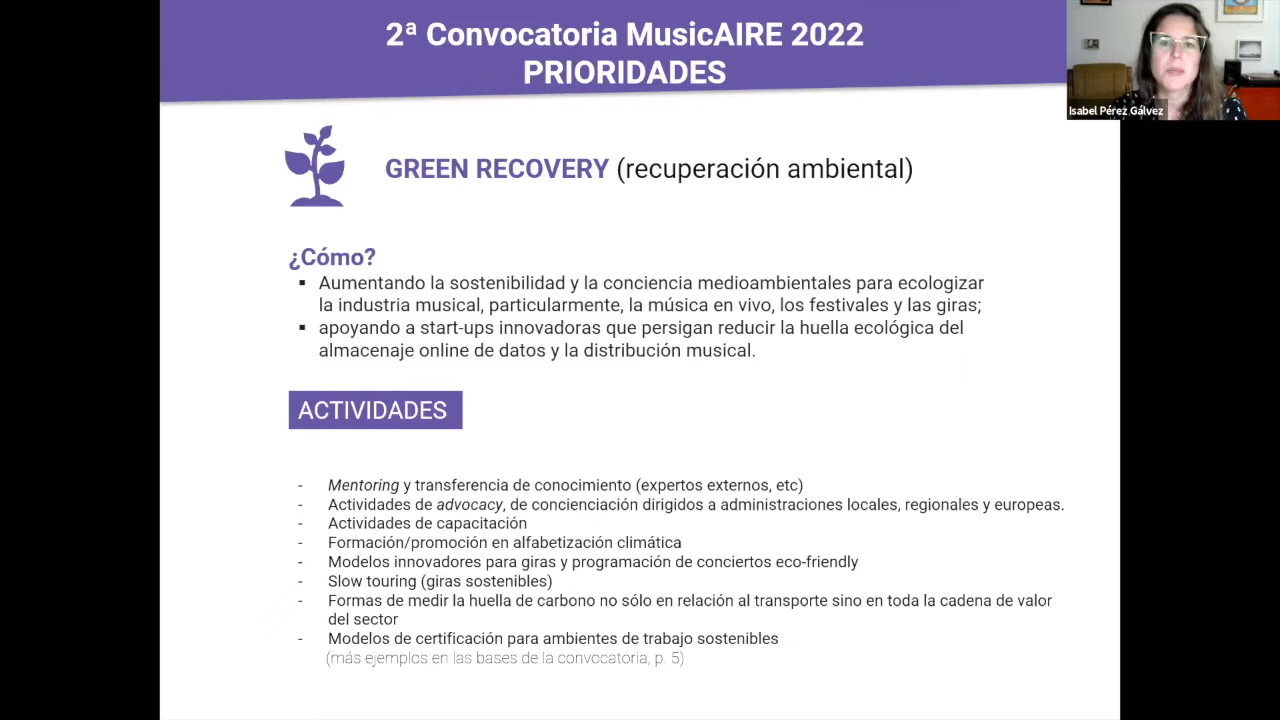 2ª Convocatoria MusicAIRE 2022
PRIORIDADES
Isabel Pérez Gálvez
GREEN RECOVERY (recuperación ambiental)
¿Cómo?
▪ Aumentando la sostenibilidad y la conciencia medioambientales para ecologizar
la industria musical, particularmente, la música en vivo, los festivales y las giras;
▪ apoyando a start-ups innovadoras que persigan reducir la huella ecológica del
almacenaje online de datos y la distribución musical.
ACTIVIDADES
- Mentoring y transferencia de conocimiento (expertos externos, etc)
- Actividades de advocacy, de concienciación dirigidos a administraciones locales, regionales y europeas.
- Actividades de capacitación
- Formación/promoción en alfabetización climática
- Modelos innovadores para giras y programación de conciertos eco-friendly
- Slow touring (giras sostenibles)
- Formas de medir la huella de carbono no sólo en relación al transporte sino en toda la cadena de valor
del sector
- Modelos de certificación para ambientes de trabajo sostenibles
(más ejemplos en las bases de la convocatoria, p. 5)